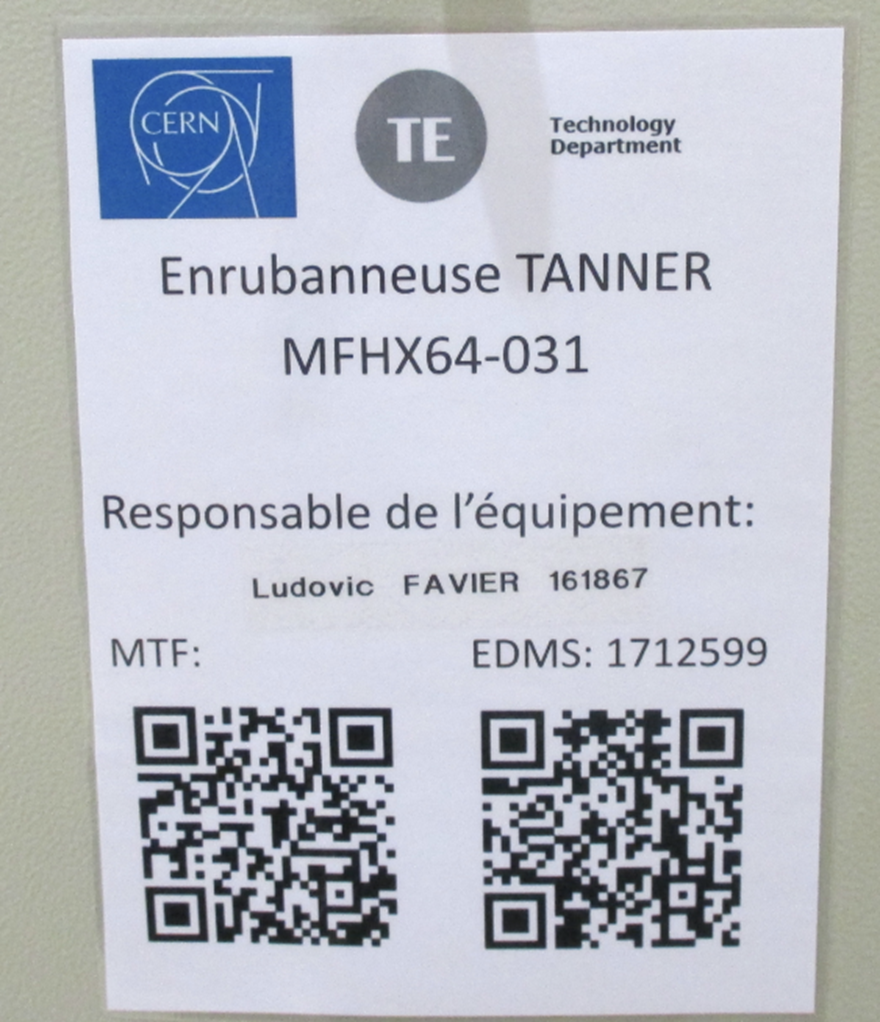 CERN
TE
Technology
Department
Enrubanneuse TANNER
MFHX64-031
Responsable de l'équipement:
Ludovic FAVIER 161867
MTF:
EDMS: 1712599